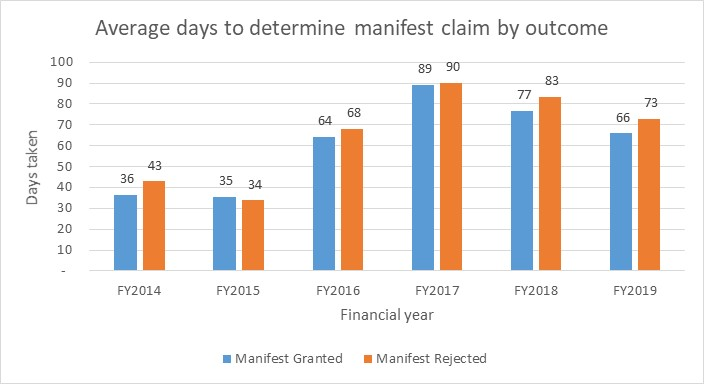 Average days to determine manifest claim by outcome
Days taken
100
90
80
70
60
50
40
30
20
10
-
36
43
35
34
64
68
89
90
77
83
66
73
FY2014
FY2015
FY2016
FY2017
FY2018
FY2019
Financial year
Manifest Granted
Manifest Rejected